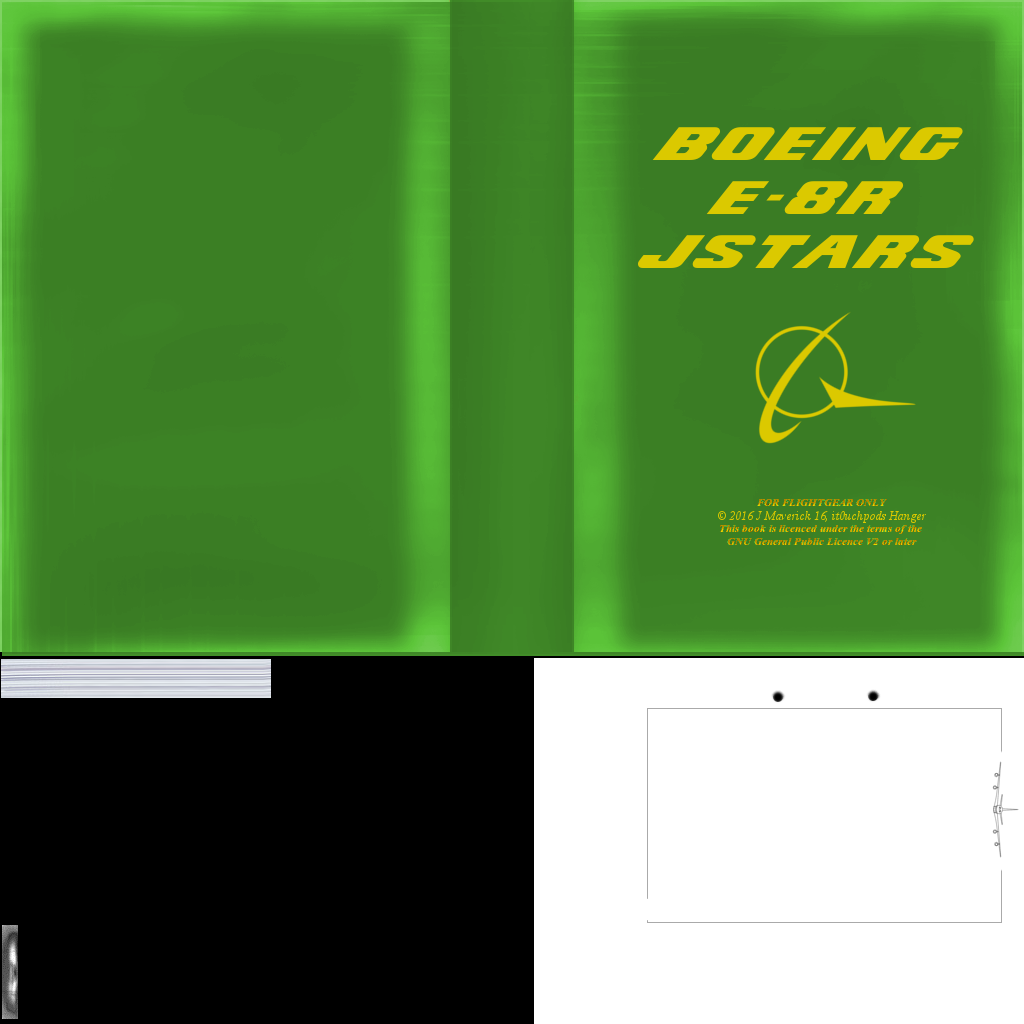 BOEING
E-8R
JSTARS
FOR FLIGHTGEAR ONLY
© 2016 J Maverick 16, it0uchpods Hanger
This book is licenced under the terms of the
GNU General Public Licence V2 or later